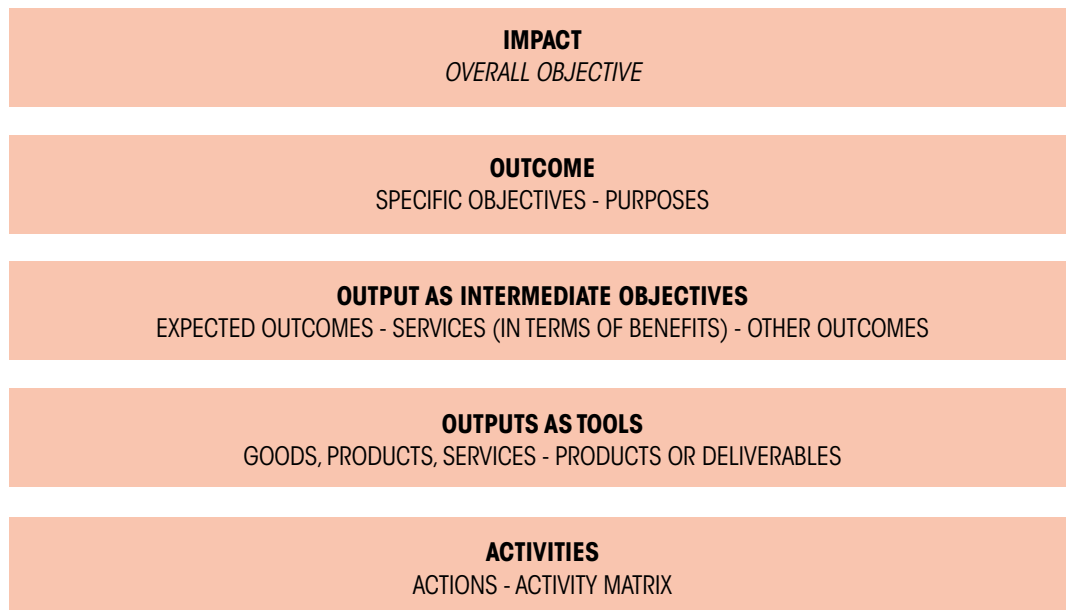 IMPACT
OVERALL OBJECTIVE
OUTCOME
SPECIFIC OBJECTIVES - PURPOSES
OUTPUT AS INTERMEDIATE OBJECTIVES
EXPECTED OUTCOMES - SERVICES (IN TERMS OF BENEFITS) - OTHER OUTCOMES
OUTPUTS AS TOOLS
GOODS, PRODUCTS, SERVICES - PRODUCTS OR DELIVERABLES
ACTIVITIES
ACTIONS - ACTIVITY MATRIX